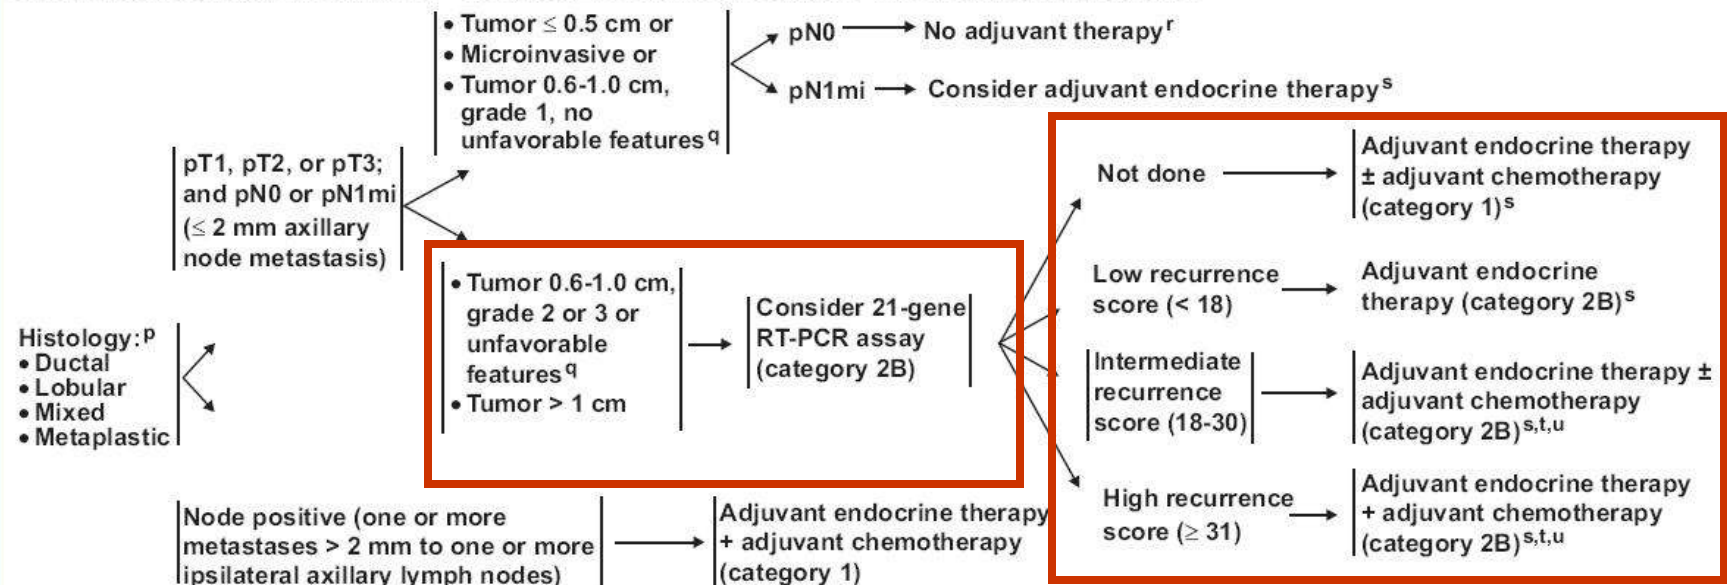 • Tumor ≤ 0.5 cm or
• Microinvasive or
• Tumor 0.6-1.0 cm,
grade 1, no
unfavorable features q
pN0
No adjuvant therapy r
pN1mi
Consider adjuvant endocrine therapy s
pT1, pT2, or pT3;
and pN0 or pN1mi
(≤ 2 mm axillary
node metastasis)
Histology: p
• Ductal
• Lobular
• Mixed
• Metaplastic
• Tumor 0.6-1.0 cm,
grade 2 or 3 or
unfavorable
features q
• Tumor > 1 cm
Consider 21-gene
RT-PCR assay
(category 2B)
Not done
Adjuvant endocrine therapy
± adjuvant chemotherapy
(category 1) s
Low recurrence
score (< 18)
Adjuvant endocrine
therapy (category 2B) s
Intermediate
recurrence
score (18-30)
Adjuvant endocrine therapy ±
adjuvant chemotherapy
(category 2B) s,t,u
High recurrence
score (≥ 31)
Adjuvant endocrine therapy
+ adjuvant chemotherapy
(category 2B) s,t,u
Node positive (one or more
metastases > 2 mm to one or more
ipsilateral axillary lymph nodes)
Adjuvant endocrine therapy
+ adjuvant chemotherapy
(category 1)